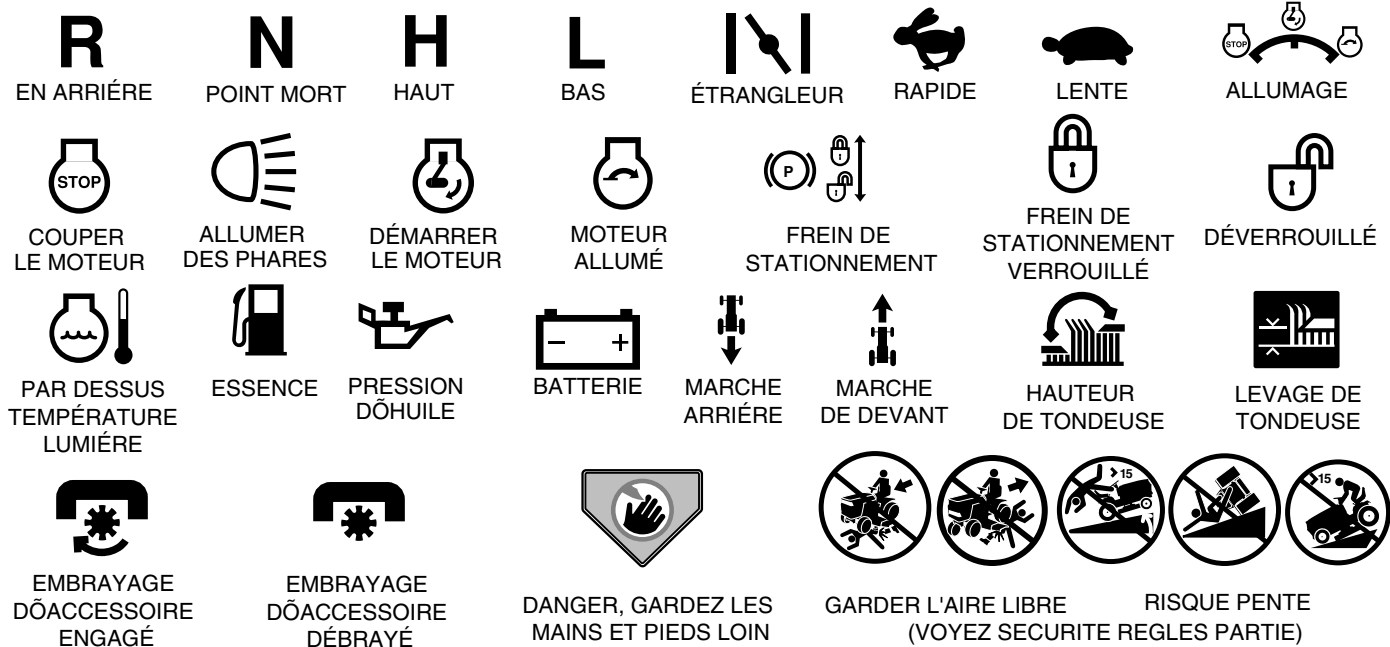 R
EN ARRIÉRE
N
POINT MORT
H
HAUT
L
BAS
ÉTRANGLEUR
RAPIDE
LENTE
STOP
ALLUMAGE
STOP
COUPER
LE MOTEUR
ALLUMER
DES PHARES
DÉMARRER
LE MOTEUR
MOTEUR
ALLUMÉ
P
FREIN DE
STATIONNEMENT
FREIN DE
STATIONNEMENT
VERROUILLÉ
DÉVERROUILLÉ
PAR DESSUS
TEMPÉRATURE
LUMIÉRE
ESSENCE
PRESSION
DÕHUILE
− +
BATTERIE
MARCHE
ARRIÉRE
MARCHE
DE DEVANT
HAUTEUR
DE TONDEUSE
LEVAGE DE
TONDEUSE
EMBRAYAGE
DÕACCESSOIRE
ENGAGÉ
EMBRAYAGE
DÕACCESSOIRE
DÉBRAYÉ
DANGER, GARDEZ LES
MAINS ET PIEDS LOIN
>15
>15
GARDER L'AIRE LIBRE RISQUE PENTE
(VOYEZ SECURITE REGLES PARTIE)